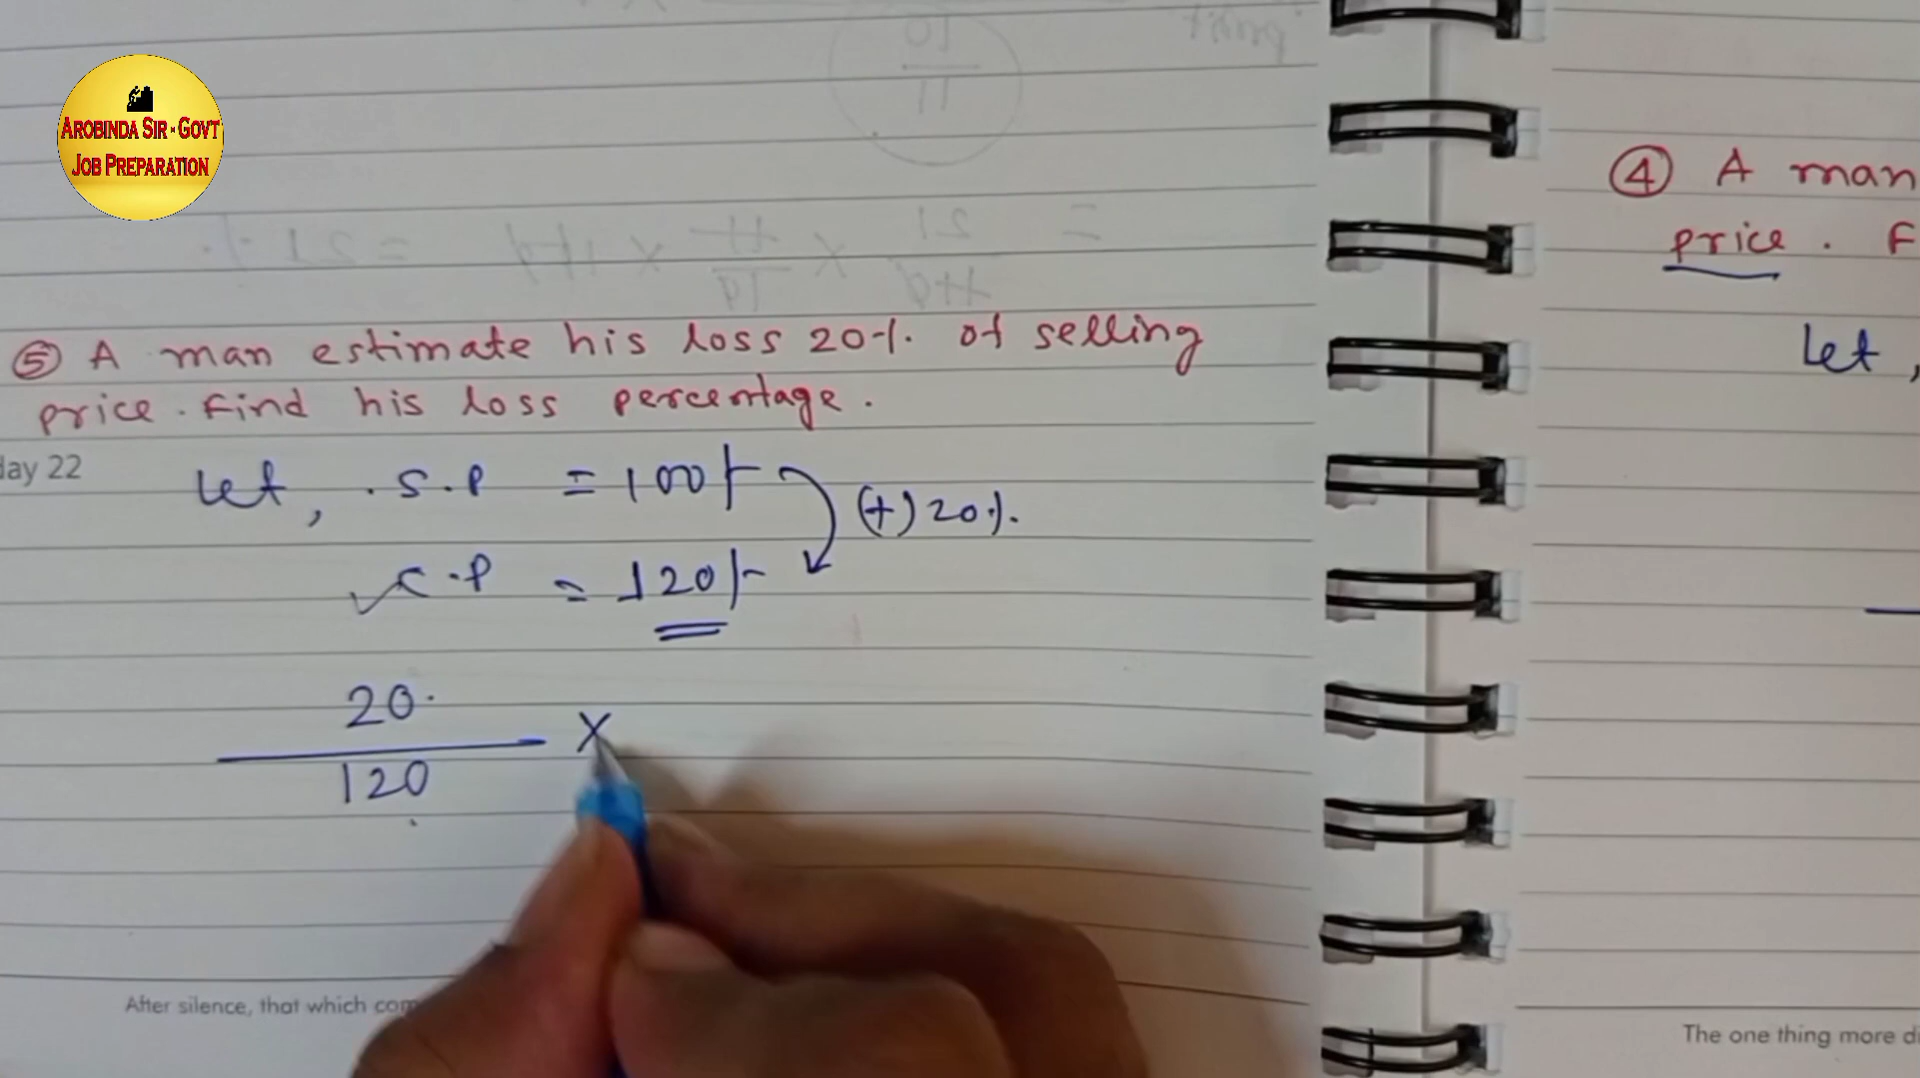 AROBINDA SIR - GOVT
JOB PREPARATION
⑤ A man estimate his loss 20%. of selling
price. Find his loss percentage.
day 22
Let, S.P = 100/-
(+) 20%.
C.P = 120/-
20
120
×
After silence, that which com
④ A man
price. F
Let,
The one thing more di